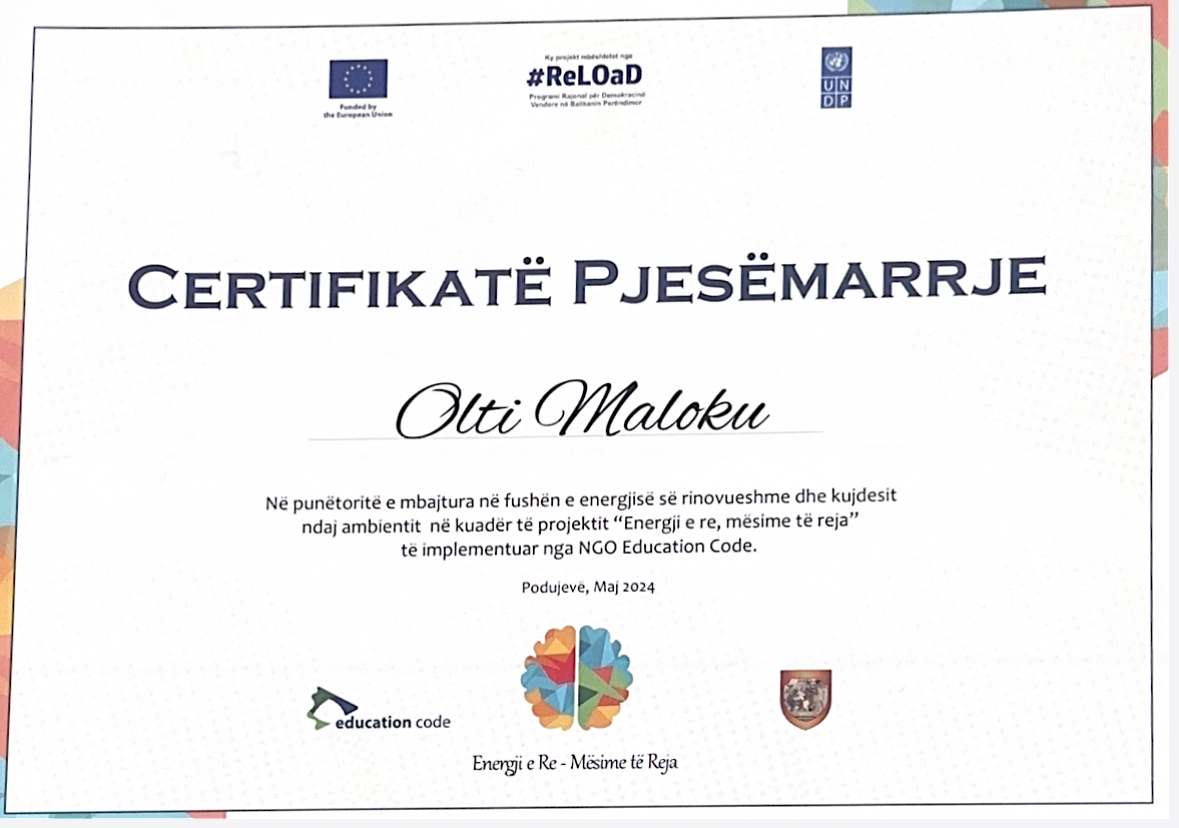 Funded by
the European Union
Ky projekt mbështetet nga
#ReLOaD
Programi Rajonal për Demokracinë
Vendore në Ballkanin Perëndimor
UN
DP
CERTIFIKATË PJESËMARRJE
Olti Maloku
Në punëtoritë e mbajtura në fushën e energjisë së rinovueshme dhe kujdesit
ndaj ambientit në kuadër të projektit “Energji e re, mësime të reja”
të implementuar nga NGO Education Code.
Podujevë, Maj 2024
education code
Energji e Re - Mësime të Reja